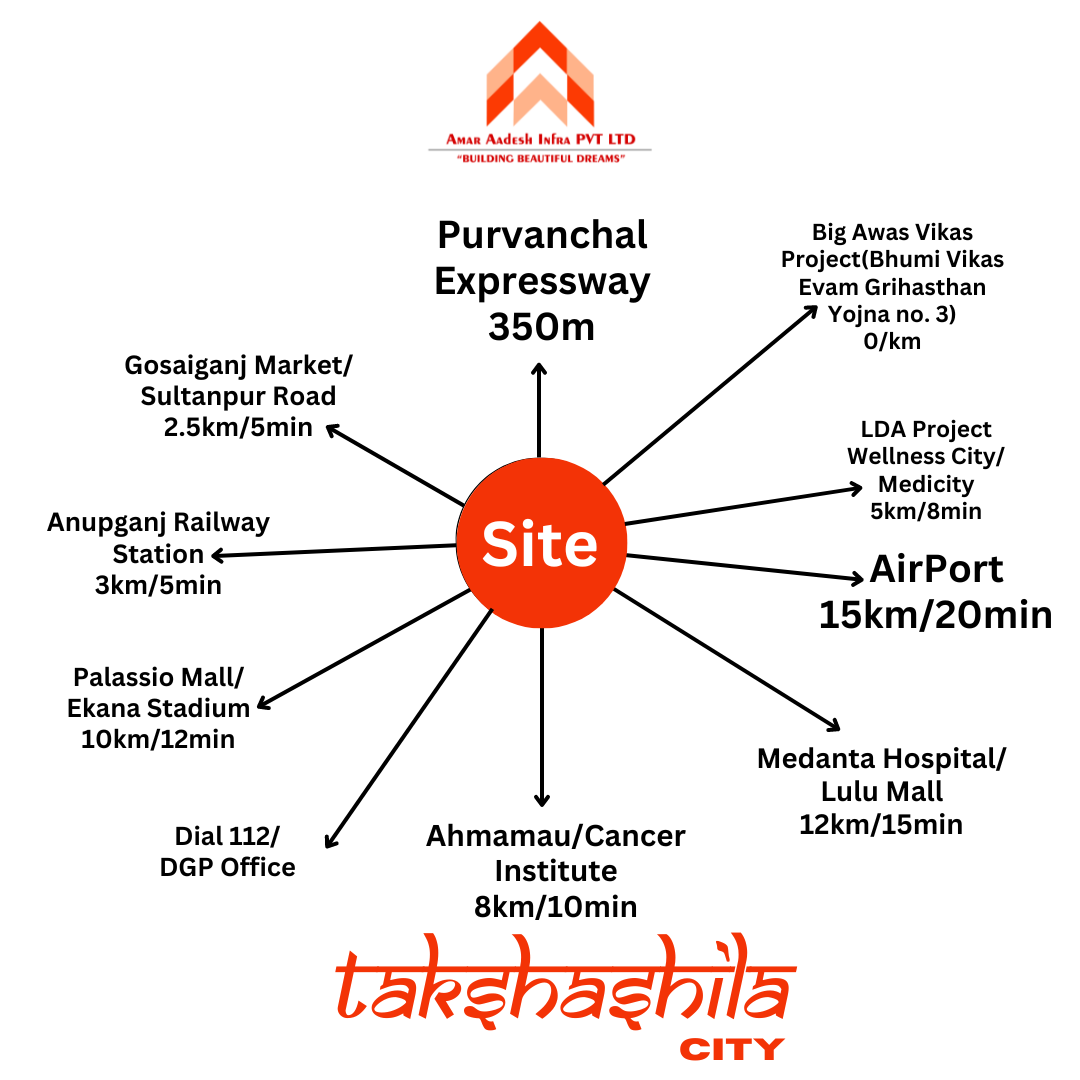 Amar Aadesh Infra PVT LTD
“BUILDING BEAUTIFUL DREAMS”
Purvanchal
Expressway
350m
Big Awas Vikas
Project(Bhumi Vikas
Evam Grihasthan
Yojna no. 3)
0/km
Gosaiganj Market/
Sultanpur Road
2.5km/5min
LDA Project
Wellness City/
Medicity
5km/8min
Anupganj Railway
Station
3km/5min
Site
AirPort
15km/20min
Palassio Mall/
Ekana Stadium
10km/12min
Medanta Hospital/
Lulu Mall
12km/15min
Dial 112/
DGP Office
Ahmamau/Cancer
Institute
8km/10min
takshashila
CITY